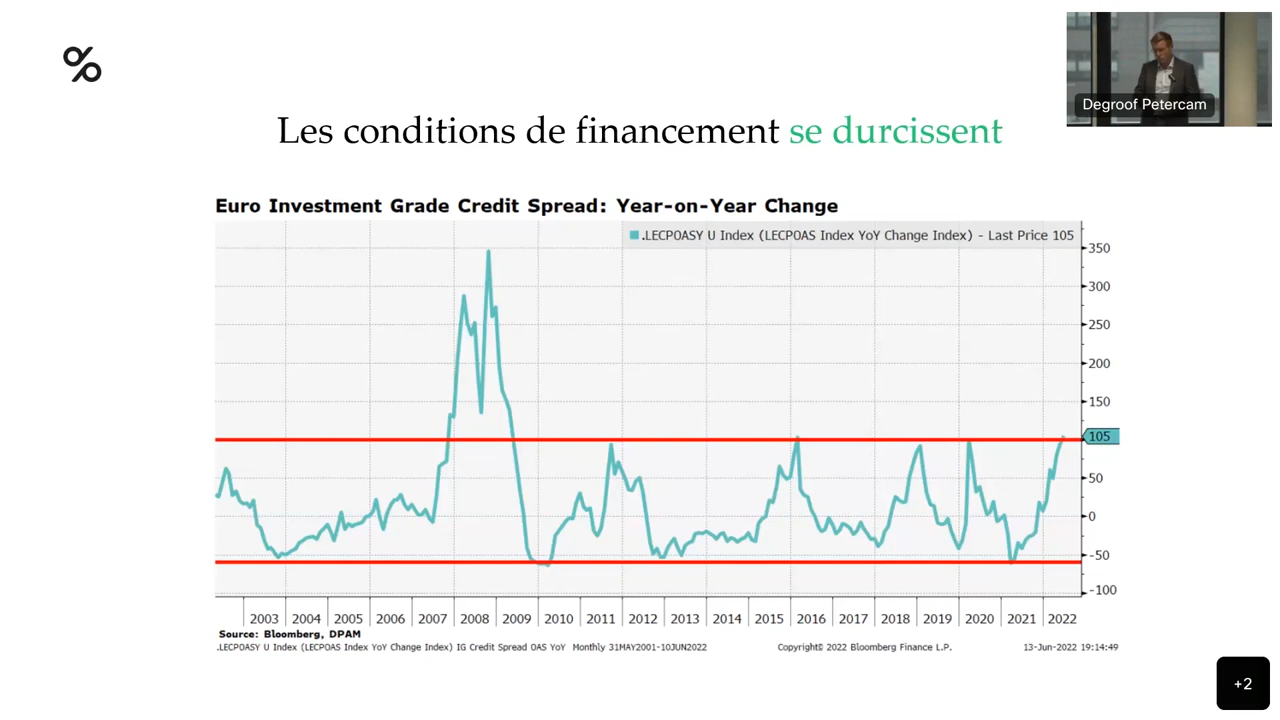 %
Degroof Petercam
Les conditions de financement se durcissent
Euro Investment Grade Credit Spread: Year-on-Year Change
.LECPOASY U Index (LECPOAS Index YoY Change Index) - Last Price 105
350
300
250
200
150
105
50
0
-50
-100
2003 2004 2005 2006 2007 2008 2009 2010 2011 2012 2013 2014 2015 2016 2017 2018 2019 2020 2021 2022
Source: Bloomberg, DPAM
.LECPOASY U Index (LECPOAS Index YoY Change Index) IG Credit Spread OAS YoY Monthly 31MAY2001-10JUN2022 Copyright© 2022 Bloomberg Finance L.P. 13-Jun-2022 19:14:49
+2